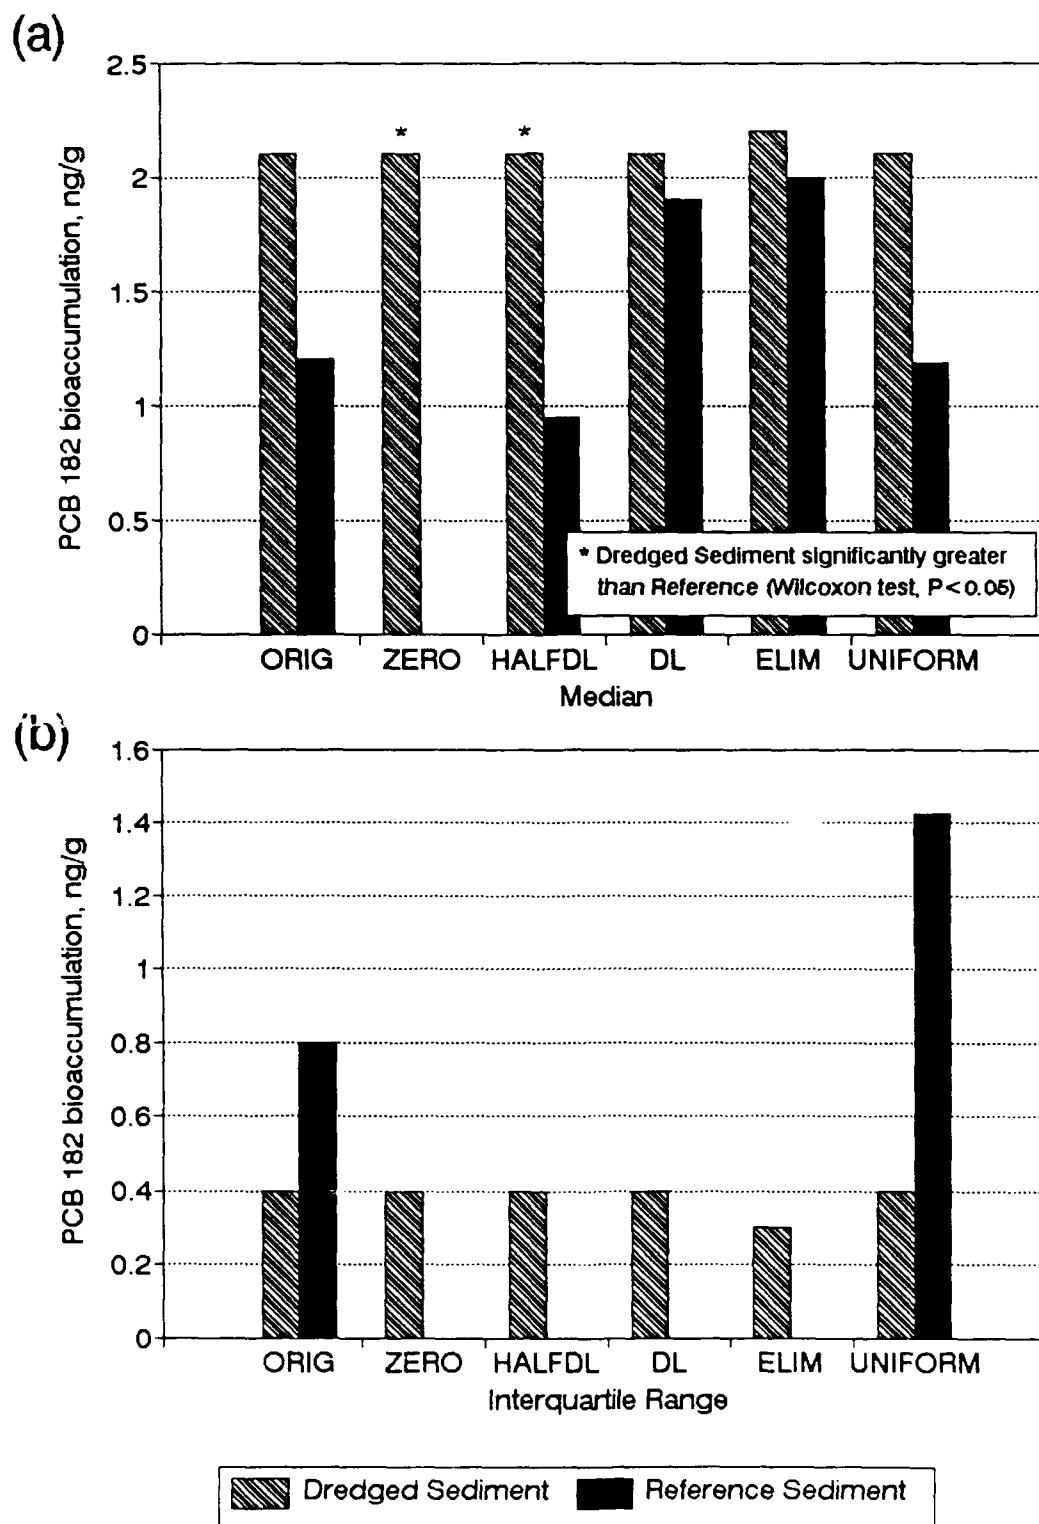 (a)
PCB 182 bioaccumulation, ng/g
2.5
2
1.5
1
0.5
0
*
*
* Dredged Sediment significantly greater
than Reference (Wilcoxon test, P<0.05)
ORIG ZERO HALFDL DL ELIM UNIFORM
Median
(b)
PCB 182 bioaccumulation, ng/g
1.6
1.4
1.2
1
0.8
0.6
0.4
0.2
0
ORIG ZERO HALFDL DL ELIM UNIFORM
Interquartile Range
Dredged Sediment Reference Sediment